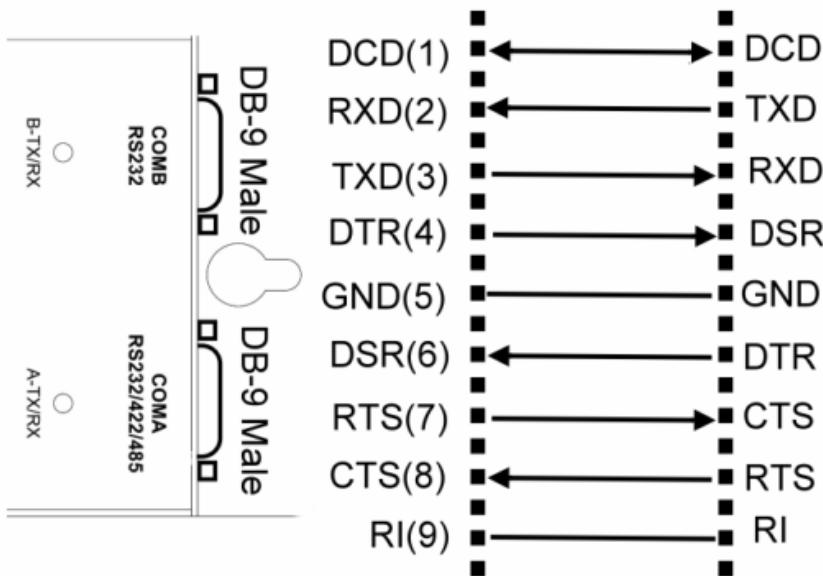 B-TX/RX
COMB
RS232
DB-9 Male
A-TX/RX
COMA
RS232/422/485
DB-9 Male
DCD(1) DCD
RXD(2) TXD
TXD(3) RXD
DTR(4) DSR
GND(5) GND
DSR(6) DTR
RTS(7) CTS
CTS(8) RTS
RI(9) RI